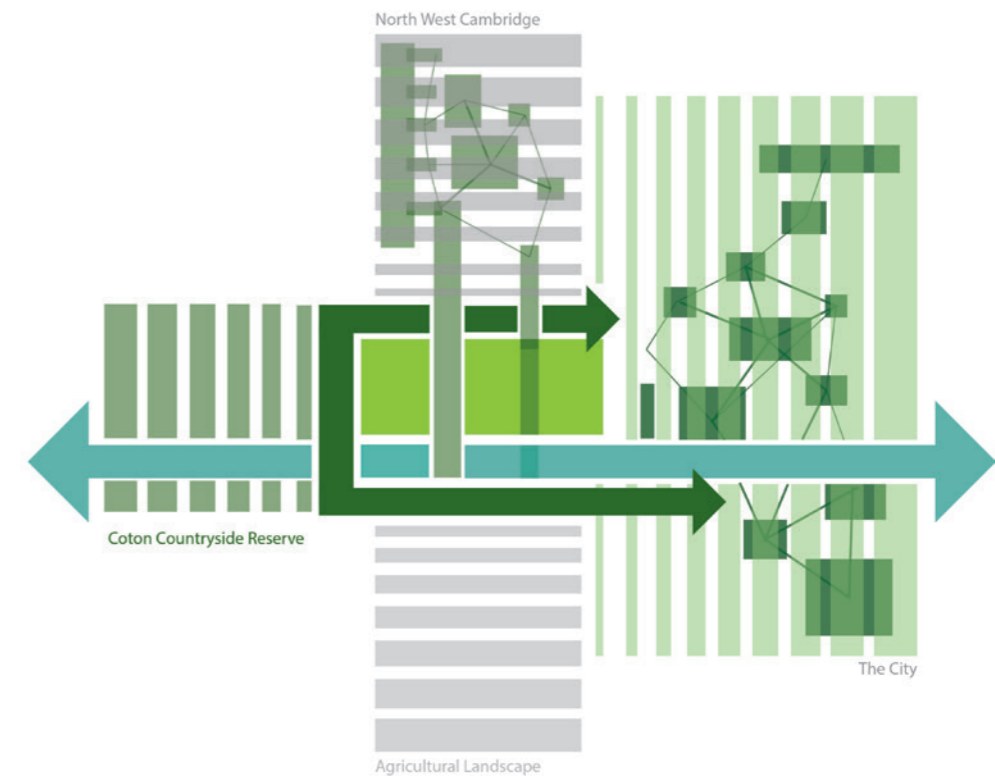 North West Cambridge
Coton Countryside Reserve
The City
Agricultural Landscape